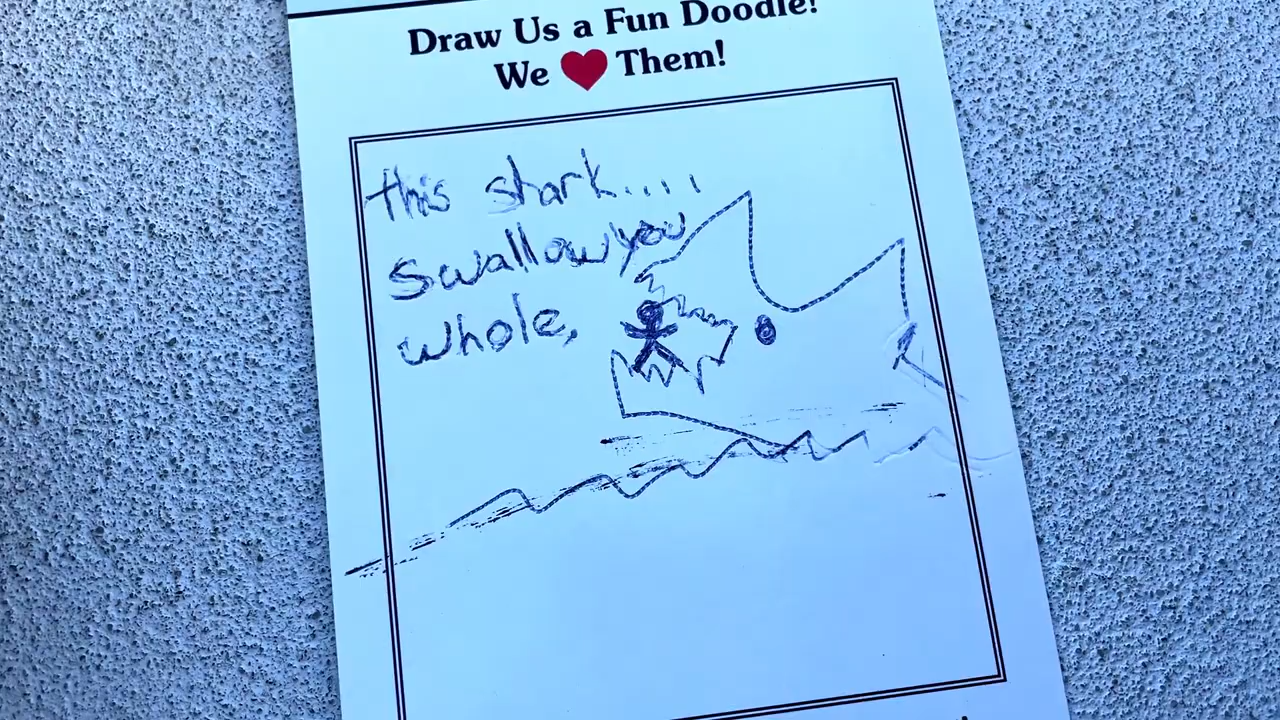 Draw Us a Fun Doodle!
We ❤ Them!
this shark....
swallow you
whole,